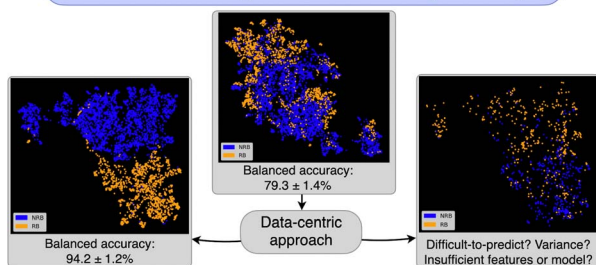 NRB
RB
Balanced accuracy:
79.3 ± 1.4%
NRB
RB
Balanced accuracy:
94.2 ± 1.2%
Data-centric
approach
NRB
RB
Difficult-to-predict? Variance?
Insufficient features or model?